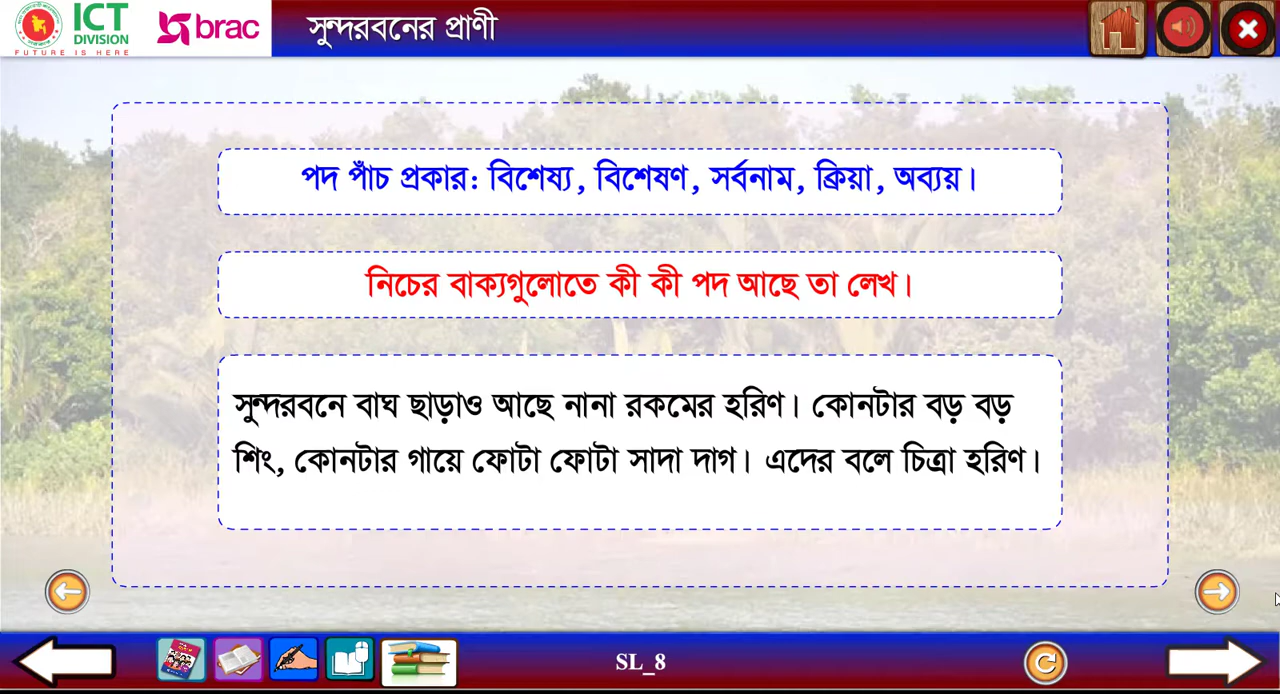 ICT
DIVISION
FUTURE IS HERE
brac
সুন্দরবনের প্রাণী
পদ পাঁচ প্রকার: বিশেষ্য, বিশেষণ, সর্বনাম, ক্রিয়া, অব্যয়।
নিচের বাক্যগুলোতে কী কী পদ আছে তা লেখ।
সুন্দরবনে বাঘ ছাড়াও আছে নানা রকমের হরিণ। কোনটার বড় বড়
শিং, কোনটার গায়ে ফোটা ফোটা সাদা দাগ। এদের বলে চিত্রা হরিণ।
SL_8